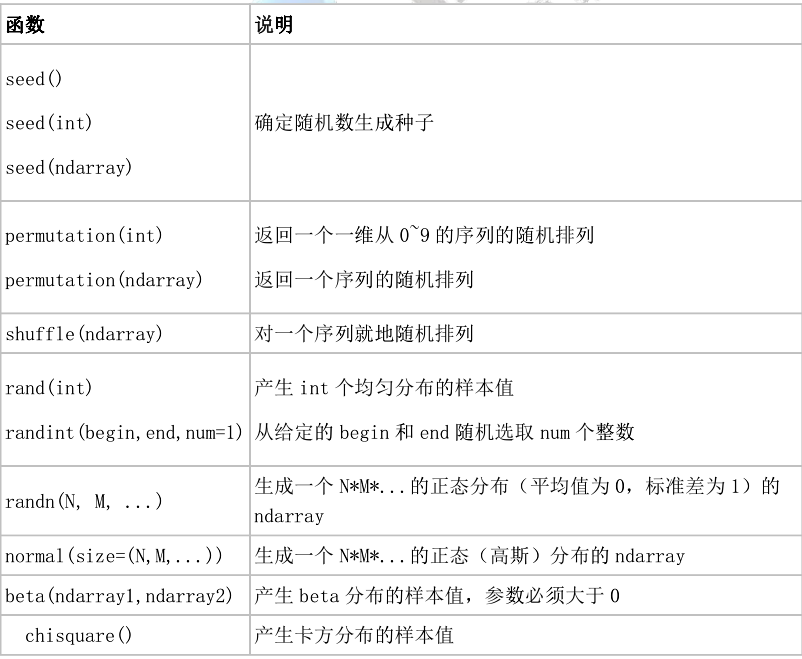 函数 说明
seed()
seed(int) 确定随机数生成种子
seed(ndarray)
permutation(int) 返回一个一维从 0~9 的序列的随机排列
permutation(ndarray) 返回一个序列的随机排列
shuffle(ndarray) 对一个序列就地随机排列
rand(int) 产生 int 个均匀分布的样本值
randint(begin,end,num=1) 从给定的 begin 和 end 随机选取 num 个整数
randn(N, M, ...) 生成一个 N*M*...的正态分布（平均值为 0，标准差为 1）的
ndarray
normal(size=(N,M,...)) 生成一个 N*M*...的正态（高斯）分布的 ndarray
beta(ndarray1,ndarray2) 产生 beta 分布的样本值，参数必须大于 0
chisquare() 产生卡方分布的样本值